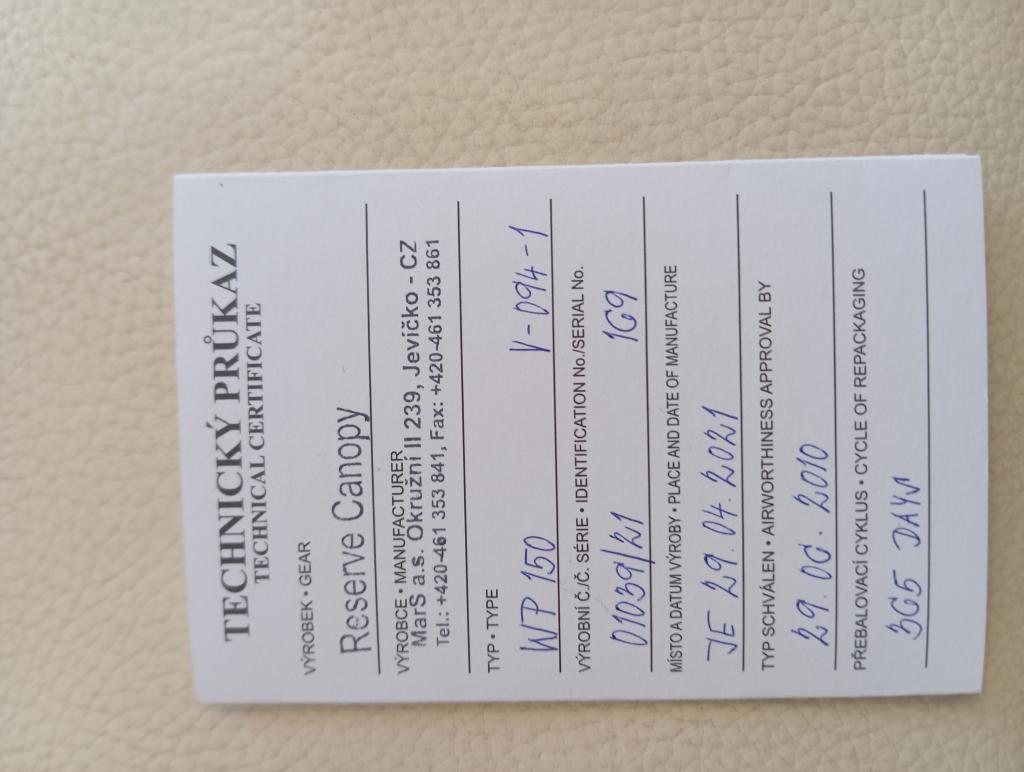 TECHNICKÝ PRŮKAZ
TECHNICAL CERTIFICATE
VÝROBEK • GEAR
Reserve Canopy
VÝROBCE • MANUFACTURER
MarS a.s. Okružní II 239, Jevíčko - CZ
Tel.: +420-461 353 841, Fax: +420-461 353 861
TYP • TYPE
WP 150 V-094-1
VÝROBNÍ Č./Č. SÉRIE • IDENTIFICATION No./SERIAL No.
01039/21 169
MÍSTO A DATUM VÝROBY • PLACE AND DATE OF MANUFACTURE
JE 29.04.2021
TYP SCHVÁLEN • AIRWORTHINESS APPROVAL BY
29.06.2010
PŘEBALOVACÍ CYKLUS • CYCLE OF REPACKAGING
365 DAYS